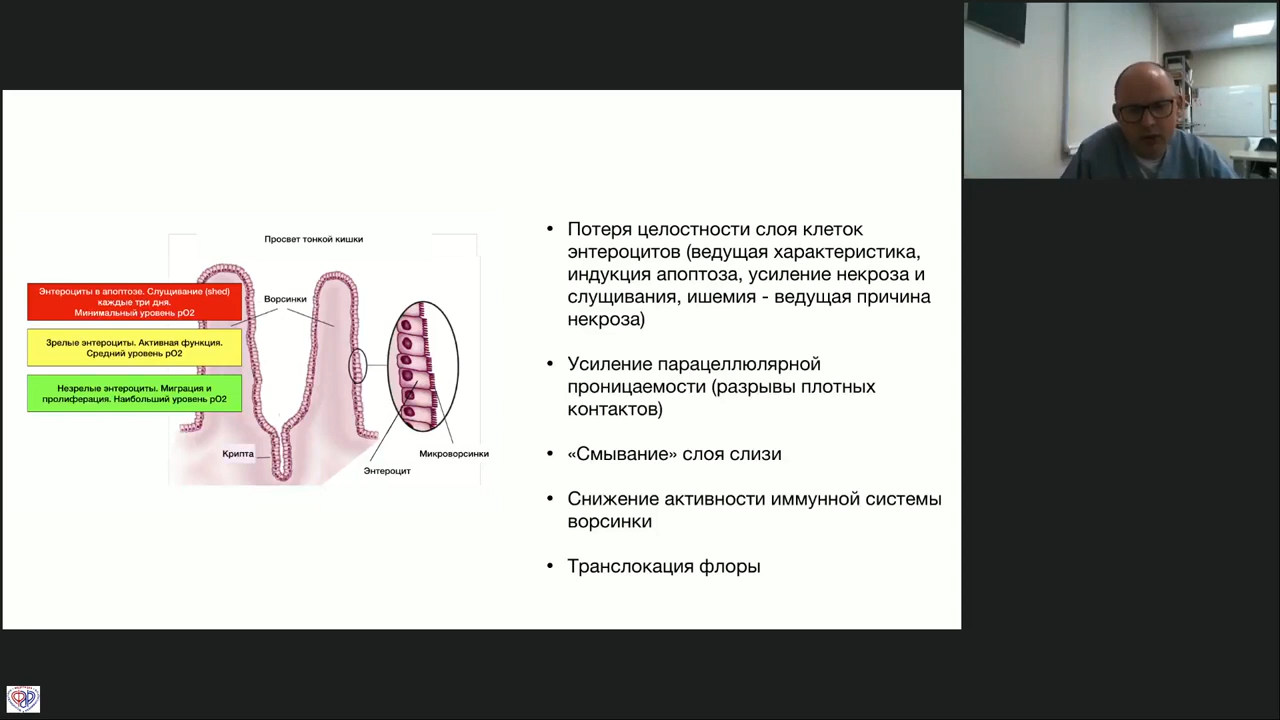 Просвет тонкой кишки
Энтероциты в апоптозе. Слущивание (shed)
каждые три дня.
Минимальный уровень pO2
Ворсинки
Зрелые энтероциты. Активная функция.
Средний уровень pO2
Незрелые энтероциты. Миграция и
пролиферация. Наибольший уровень pO2
Крипта
Микроворсинки
Энтероцит
• Потеря целостности слоя клеток
энтероцитов (ведущая характеристика,
индукция апоптоза, усиление некроза и
слущивания, ишемия - ведущая причина
некроза)
• Усиление парацеллюлярной
проницаемости (разрывы плотных
контактов)
• «Смывание» слоя слизи
• Снижение активности иммунной системы
ворсинки
• Транслокация флоры